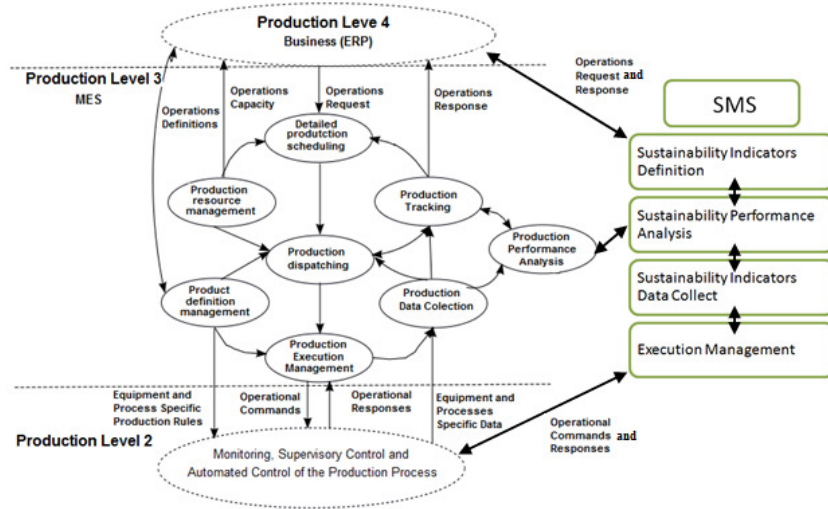 Production Leve 4
Business (ERP)
Production Level 3
MES
Operations
Definitions
Operations
Capacity
Operations
Request
Operations
Response
Operations
Request and
Response
Detailed
produtction
scheduling
Production
resource
management
Production
Tracking
Production
Performance
Analysis
Production
dispatching
Product
definition
management
Production
Data Colection
Production
Execution
Management
SMS
Sustainability Indicators
Definition
Sustainability Performance
Analysis
Sustainability Indicators
Data Collect
Execution Management
Equipment and
Process Specific
Production Rules
Operational
Commands
Operational
Responses
Equipment and
Processes
Specific Data
Operational
Commands and
Responses
Production Level 2
Monitoring, Supervisory Control and
Automated Control of the Production Process